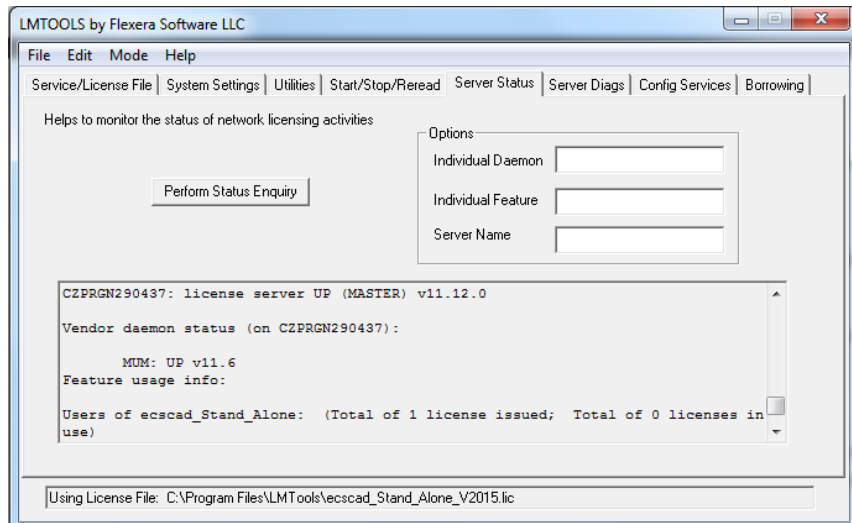 LMTOOLS by Flexera Software LLC
File Edit Mode Help
Service/License File System Settings Utilities Start/Stop/Reread Server Status Server Diags Config Services Borrowing
Helps to monitor the status of network licensing activities
Options
Individual Daemon
Perform Status Enquiry
Individual Feature
Server Name
CZPRGN290437: license server UP (MASTER) v11.12.0
Vendor daemon status (on CZPRGN290437):
MUM: UP v11.6
Feature usage info:
Users of ecscad_Stand_Alone: (Total of 1 license issued; Total of 0 licenses in
use)
Using License File: C:\Program Files\LMTools\ecscad_Stand_Alone_V2015.lic